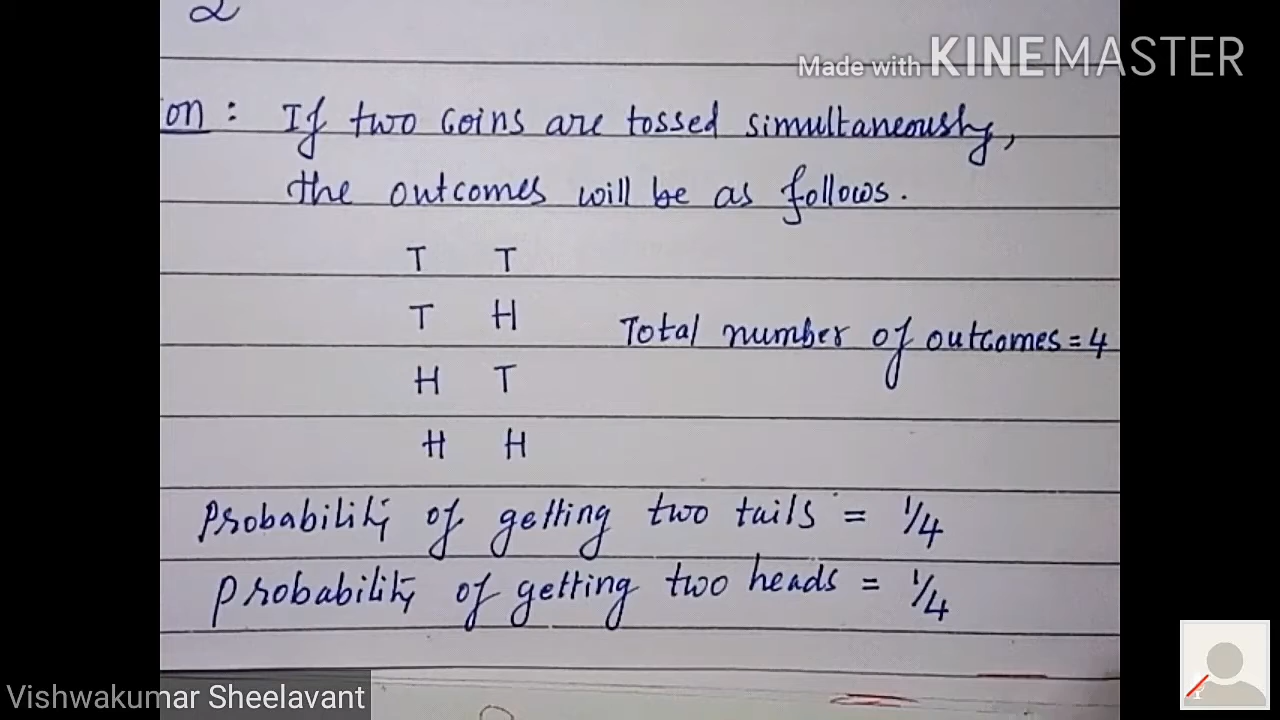 2
Made with KINEMASTER
on : If two coins are tossed simultaneously,
the outcomes will be as follows.
T T
T H
Total number of outcomes = 4
H T
H H
Probability of getting two tails = 1/4
Probability of getting two heads = 1/4
Vishwakumar Sheelavant